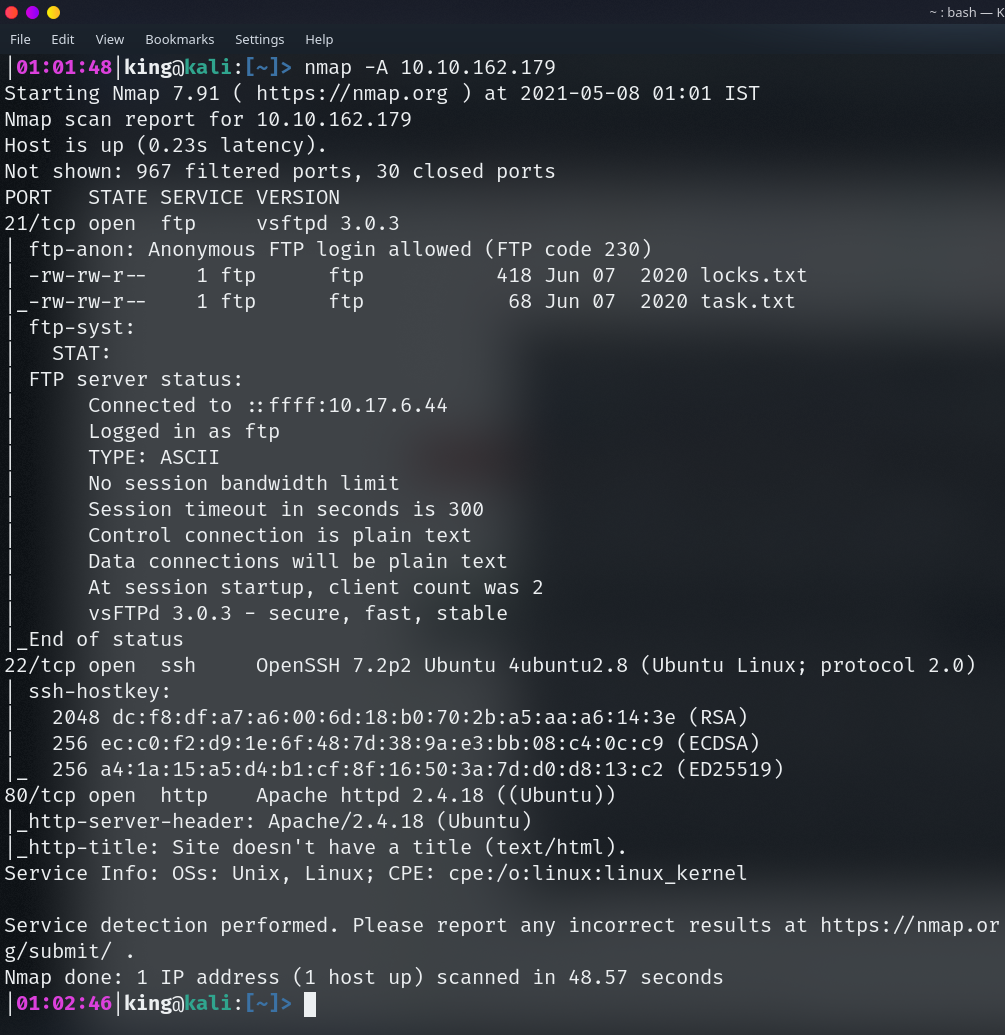 ~ : bash — K
File Edit View Bookmarks Settings Help
|01:01:48|king@kali:[~]> nmap -A 10.10.162.179
Starting Nmap 7.91 ( https://nmap.org ) at 2021-05-08 01:01 IST
Nmap scan report for 10.10.162.179
Host is up (0.23s latency).
Not shown: 967 filtered ports, 30 closed ports
PORT   STATE SERVICE VERSION
21/tcp open  ftp     vsftpd 3.0.3
| ftp-anon: Anonymous FTP login allowed (FTP code 230)
| -rw-rw-r--    1 ftp      ftp           418 Jun 07  2020 locks.txt
|_-rw-rw-r--    1 ftp      ftp            68 Jun 07  2020 task.txt
| ftp-syst:
|   STAT:
| FTP server status:
|      Connected to ::ffff:10.17.6.44
|      Logged in as ftp
|      TYPE: ASCII
|      No session bandwidth limit
|      Session timeout in seconds is 300
|      Control connection is plain text
|      Data connections will be plain text
|      At session startup, client count was 2
|      vsFTPd 3.0.3 - secure, fast, stable
|_End of status
22/tcp open  ssh     OpenSSH 7.2p2 Ubuntu 4ubuntu2.8 (Ubuntu Linux; protocol 2.0)
| ssh-hostkey:
|   2048 dc:f8:df:a7:a6:00:6d:18:b0:70:2b:a5:aa:a6:14:3e (RSA)
|   256 ec:c0:f2:d9:1e:6f:48:7d:38:9a:e3:bb:08:c4:0c:c9 (ECDSA)
|_  256 a4:1a:15:a5:d4:b1:cf:8f:16:50:3a:7d:d0:d8:13:c2 (ED25519)
80/tcp open  http    Apache httpd 2.4.18 ((Ubuntu))
|_http-server-header: Apache/2.4.18 (Ubuntu)
|_http-title: Site doesn't have a title (text/html).
Service Info: OSs: Unix, Linux; CPE: cpe:/o:linux:linux_kernel
Service detection performed. Please report any incorrect results at https://nmap.or
g/submit/ .
Nmap done: 1 IP address (1 host up) scanned in 48.57 seconds
|01:02:46|king@kali:[~]>